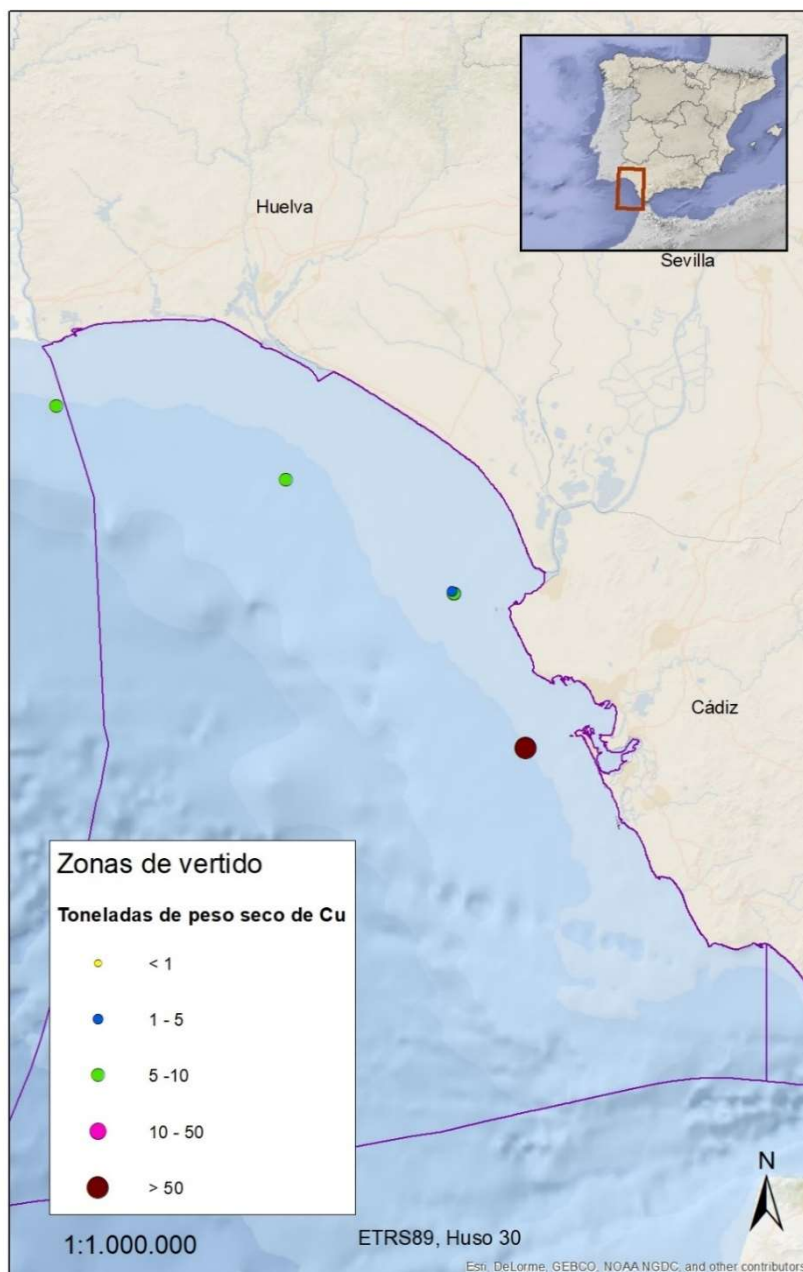 Huelva
Sevilla
Cádiz
Zonas de vertido
Toneladas de peso seco de Cu
< 1
1 - 5
5 -10
10 - 50
> 50
N
1:1.000.000
ETRS89, Huso 30
Esri, DeLorme, GEBCO, NOAA NGDC, and other contributors